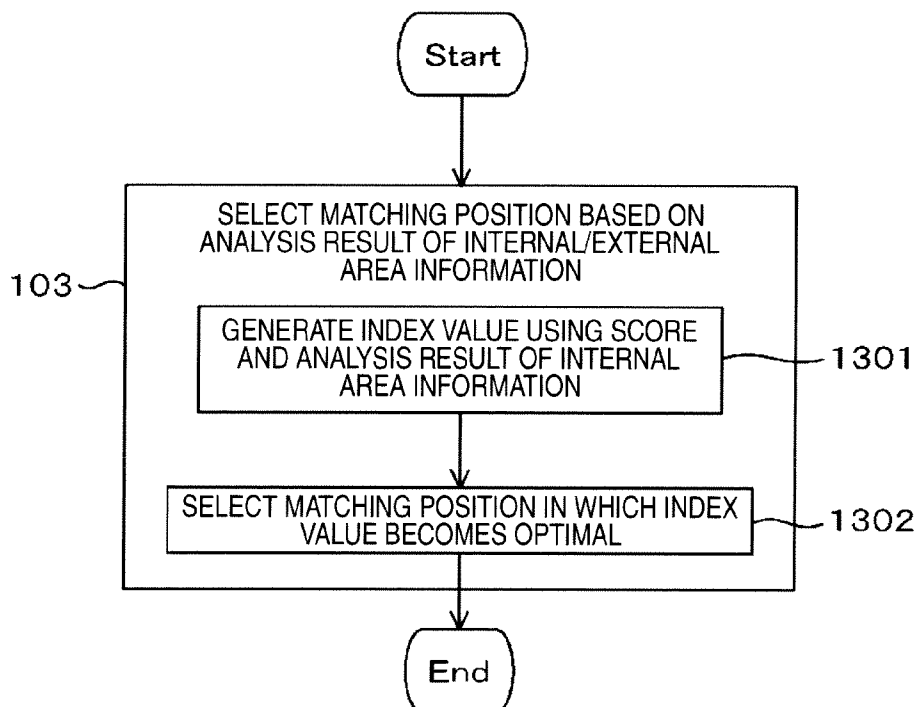 Start
SELECT MATCHING POSITION BASED ON
ANALYSIS RESULT OF INTERNAL/EXTERNAL
AREA INFORMATION
103
GENERATE INDEX VALUE USING SCORE
AND ANALYSIS RESULT OF INTERNAL
AREA INFORMATION
1301
SELECT MATCHING POSITION IN WHICH INDEX
VALUE BECOMES OPTIMAL
1302
End